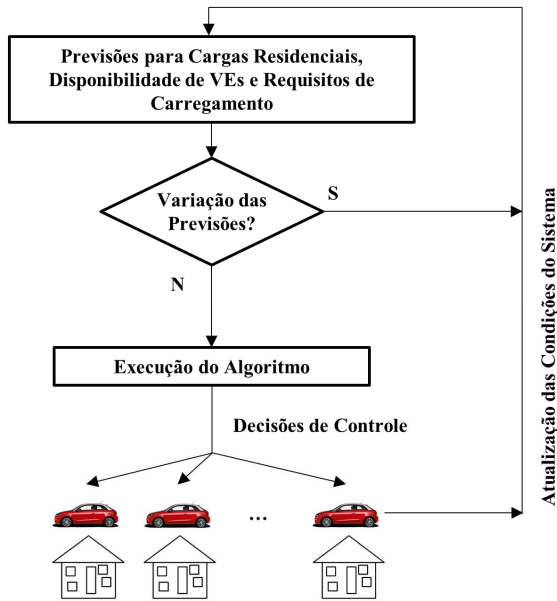 Previsões para Cargas Residenciais,
Disponibilidade de VEs e Requisitos de
Carregamento
Variação das
Previsões?
S
N
Execução do Algoritmo
Decisões de Controle
...
Atualização das Condições do Sistema